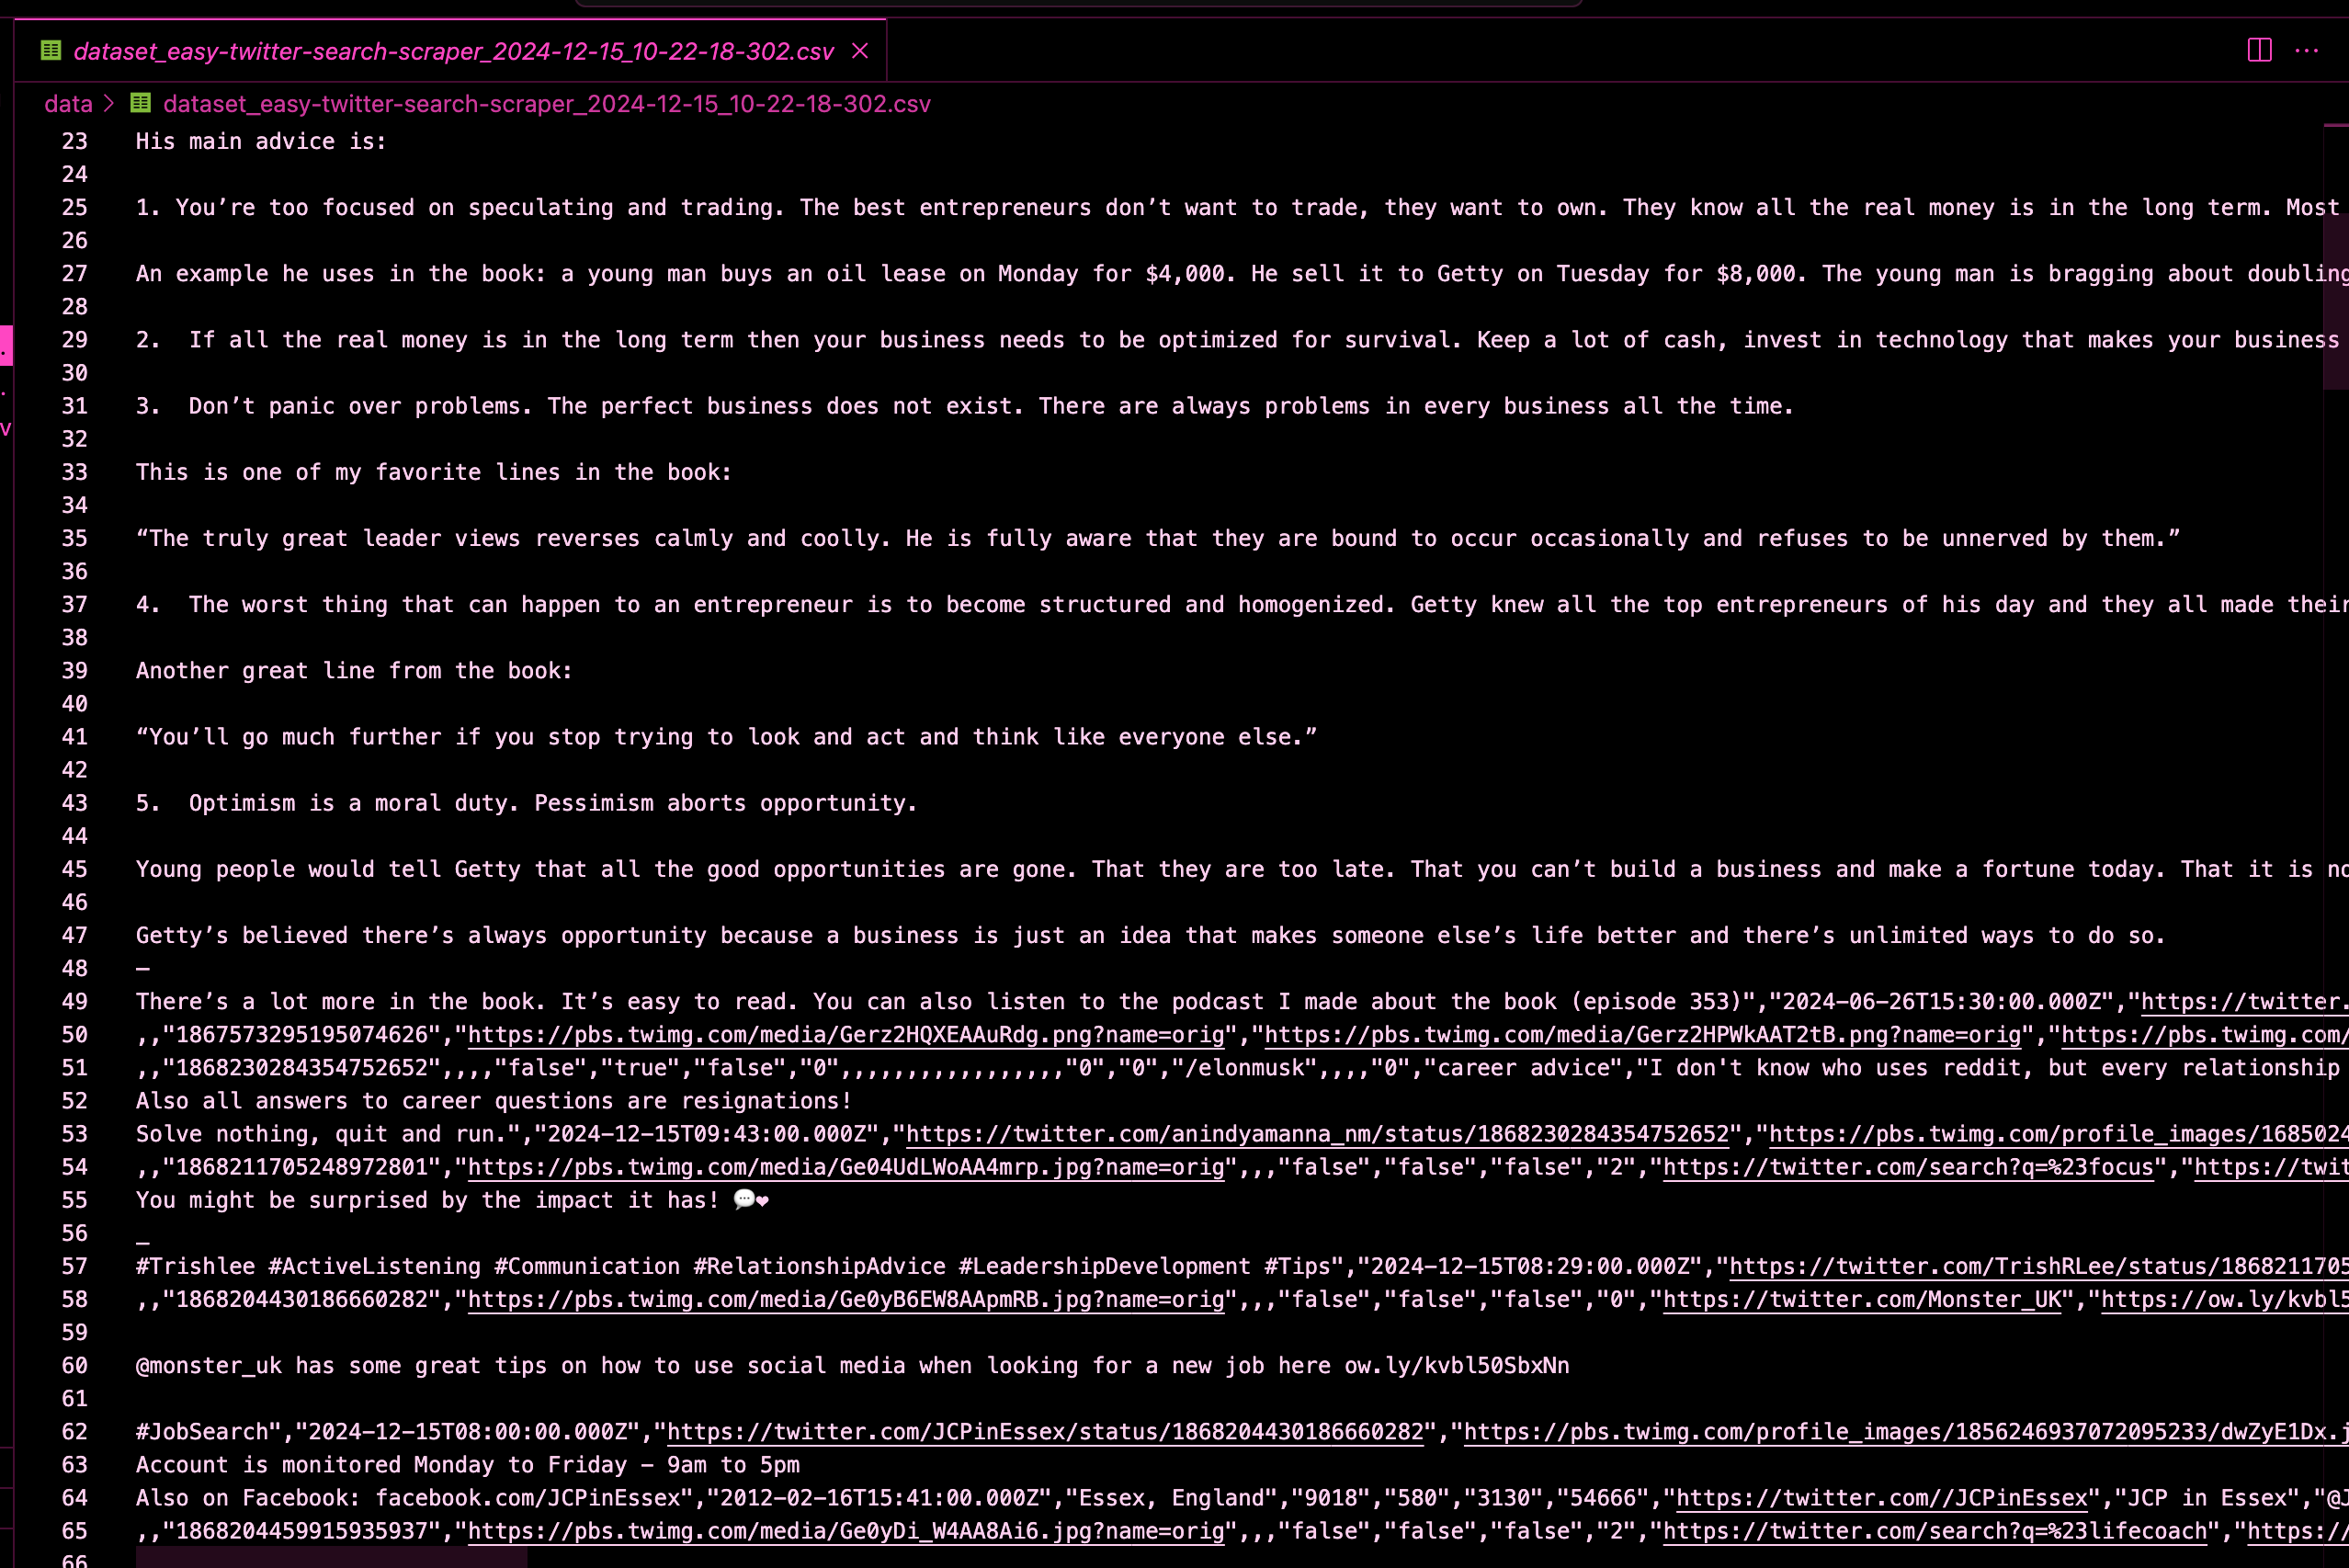 dataset_easy-twitter-search-scraper_2024-12-15_10-22-18-302.csv
data > dataset_easy-twitter-search-scraper_2024-12-15_10-22-18-302.csv
23 His main advice is:
24
25 1. You’re too focused on speculating and trading. The best entrepreneurs don’t want to trade, they want to own. They know all the real money is in the long term. Most
26
27 An example he uses in the book: a young man buys an oil lease on Monday for $4,000. He sell it to Getty on Tuesday for $8,000. The young man is bragging about doubling
28
29 2.  If all the real money is in the long term then your business needs to be optimized for survival. Keep a lot of cash, invest in technology that makes your business
30
31 3.  Don’t panic over problems. The perfect business does not exist. There are always problems in every business all the time.
32
33 This is one of my favorite lines in the book:
34
35 “The truly great leader views reverses calmly and coolly. He is fully aware that they are bound to occur occasionally and refuses to be unnerved by them.”
36
37 4.  The worst thing that can happen to an entrepreneur is to become structured and homogenized. Getty knew all the top entrepreneurs of his day and they all made their
38
39 Another great line from the book:
40
41 “You’ll go much further if you stop trying to look and act and think like everyone else.”
42
43 5.  Optimism is a moral duty. Pessimism aborts opportunity.
44
45 Young people would tell Getty that all the good opportunities are gone. That they are too late. That you can’t build a business and make a fortune today. That it is no
46
47 Getty’s believed there’s always opportunity because a business is just an idea that makes someone else’s life better and there’s unlimited ways to do so.
48 —
49 There’s a lot more in the book. It’s easy to read. You can also listen to the podcast I made about the book (episode 353)","2024-06-26T15:30:00.000Z","https://twitter.
50 ,,"1867573295195074626","https://pbs.twimg.com/media/Gerz2HQXEAAuRdg.png?name=orig","https://pbs.twimg.com/media/Gerz2HPWkAAT2tB.png?name=orig","https://pbs.twimg.com/
51 ,,"1868230284354752652",,,,"false","true","false","0",,,,,,,,,,,,,,,,,"0","0","/elonmusk",,,,"0","career advice","I don't know who uses reddit, but every relationship
52 Also all answers to career questions are resignations!
53 Solve nothing, quit and run.","2024-12-15T09:43:00.000Z","https://twitter.com/anindyamanna_nm/status/1868230284354752652","https://pbs.twimg.com/profile_images/1685024
54 ,,"1868211705248972801","https://pbs.twimg.com/media/Ge04UdLWoAA4mrp.jpg?name=orig",,,"false","false","false","2","https://twitter.com/search?q=%23focus","https://twit
55 You might be surprised by the impact it has! 💬❤
56 _
57 #Trishlee #ActiveListening #Communication #RelationshipAdvice #LeadershipDevelopment #Tips","2024-12-15T08:29:00.000Z","https://twitter.com/TrishRLee/status/1868211705
58 ,,"1868204430186660282","https://pbs.twimg.com/media/Ge0yB6EW8AApmRB.jpg?name=orig",,,"false","false","false","0","https://twitter.com/Monster_UK","https://ow.ly/kvbl5
59
60 @monster_uk has some great tips on how to use social media when looking for a new job here ow.ly/kvbl50SbxNn
61
62 #JobSearch","2024-12-15T08:00:00.000Z","https://twitter.com/JCPinEssex/status/1868204430186660282","https://pbs.twimg.com/profile_images/1856246937072095233/dwZyE1Dx.j
63 Account is monitored Monday to Friday – 9am to 5pm
64 Also on Facebook: facebook.com/JCPinEssex","2012-02-16T15:41:00.000Z","Essex, England","9018","580","3130","54666","https://twitter.com//JCPinEssex","JCP in Essex","@J
65 ,,"1868204459915935937","https://pbs.twimg.com/media/Ge0yDi_W4AA8Ai6.jpg?name=orig",,,"false","false","false","2","https://twitter.com/search?q=%23lifecoach","https://
66